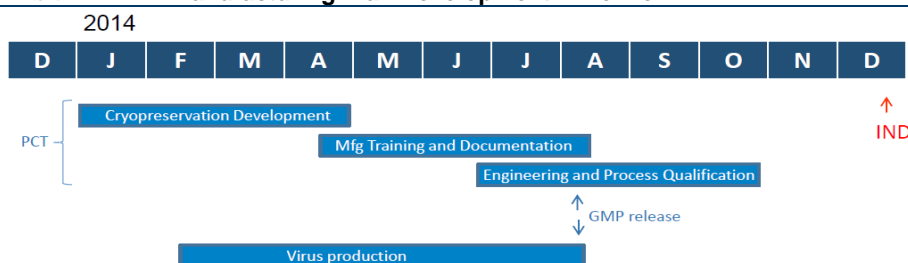 2014
D J F M A M J J A S O N D
Cryopreservation Development
IND
PCT
Mfg Training and Documentation
Engineering and Process Qualification
GMP release
Virus production